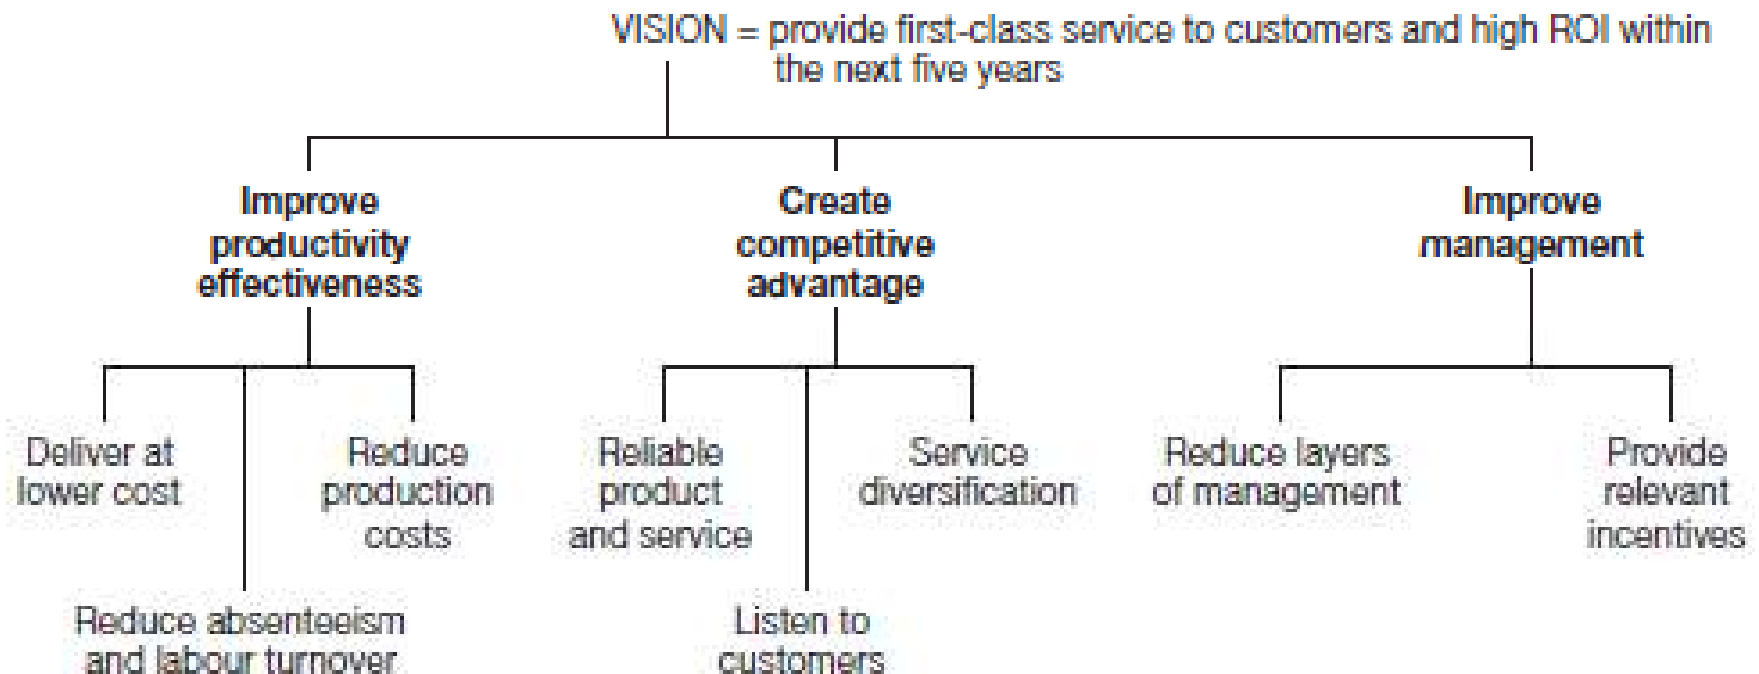 VISION = provide first-class service to customers and high ROI within
the next five years
Improve
productivity
effectiveness
Create
competitive
advantage
Improve
management
Deliver at
lower cost
Reduce
production
costs
Reliable
product
and service
Service
diversification
Reduce layers
of management
Provide
relevant
incentives
Reduce absenteeism
and labour turnover
Listen to
customers